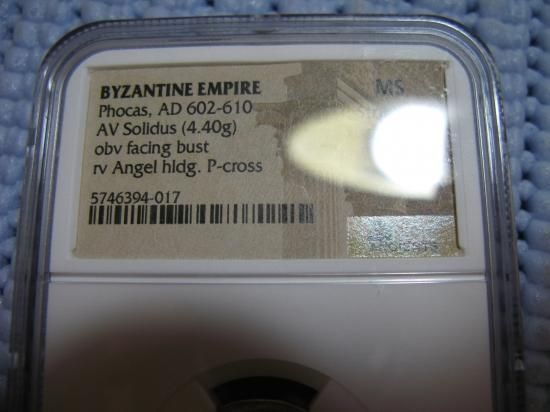 BYZANTINE EMPIRE
MS
Phocas, AD 602-610
AV Solidus (4.40g)
obv facing bust
rv Angel hldg. P-cross
5746394-017